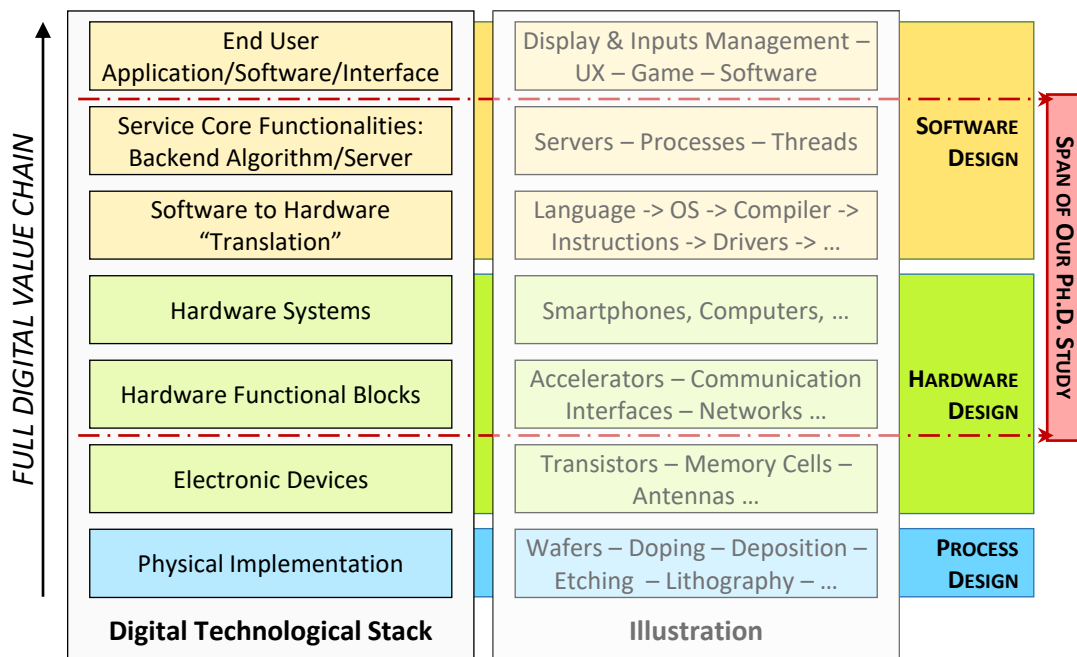 FULL DIGITAL VALUE CHAIN
End User
Application/Software/Interface
Display & Inputs Management –
UX – Game – Software
Service Core Functionalities:
Backend Algorithm/Server
Servers – Processes – Threads
SOFTWARE
DESIGN
Software to Hardware
“Translation”
Language -> OS -> Compiler ->
Instructions -> Drivers -> …
Hardware Systems
Smartphones, Computers, …
Hardware Functional Blocks
Accelerators – Communication
Interfaces – Networks …
HARDWARE
DESIGN
Electronic Devices
Transistors – Memory Cells –
Antennas …
Physical Implementation
Wafers – Doping – Deposition –
Etching – Lithography – …
PROCESS
DESIGN
Digital Technological Stack
Illustration
SPAN OF OUR PH.D. STUDY